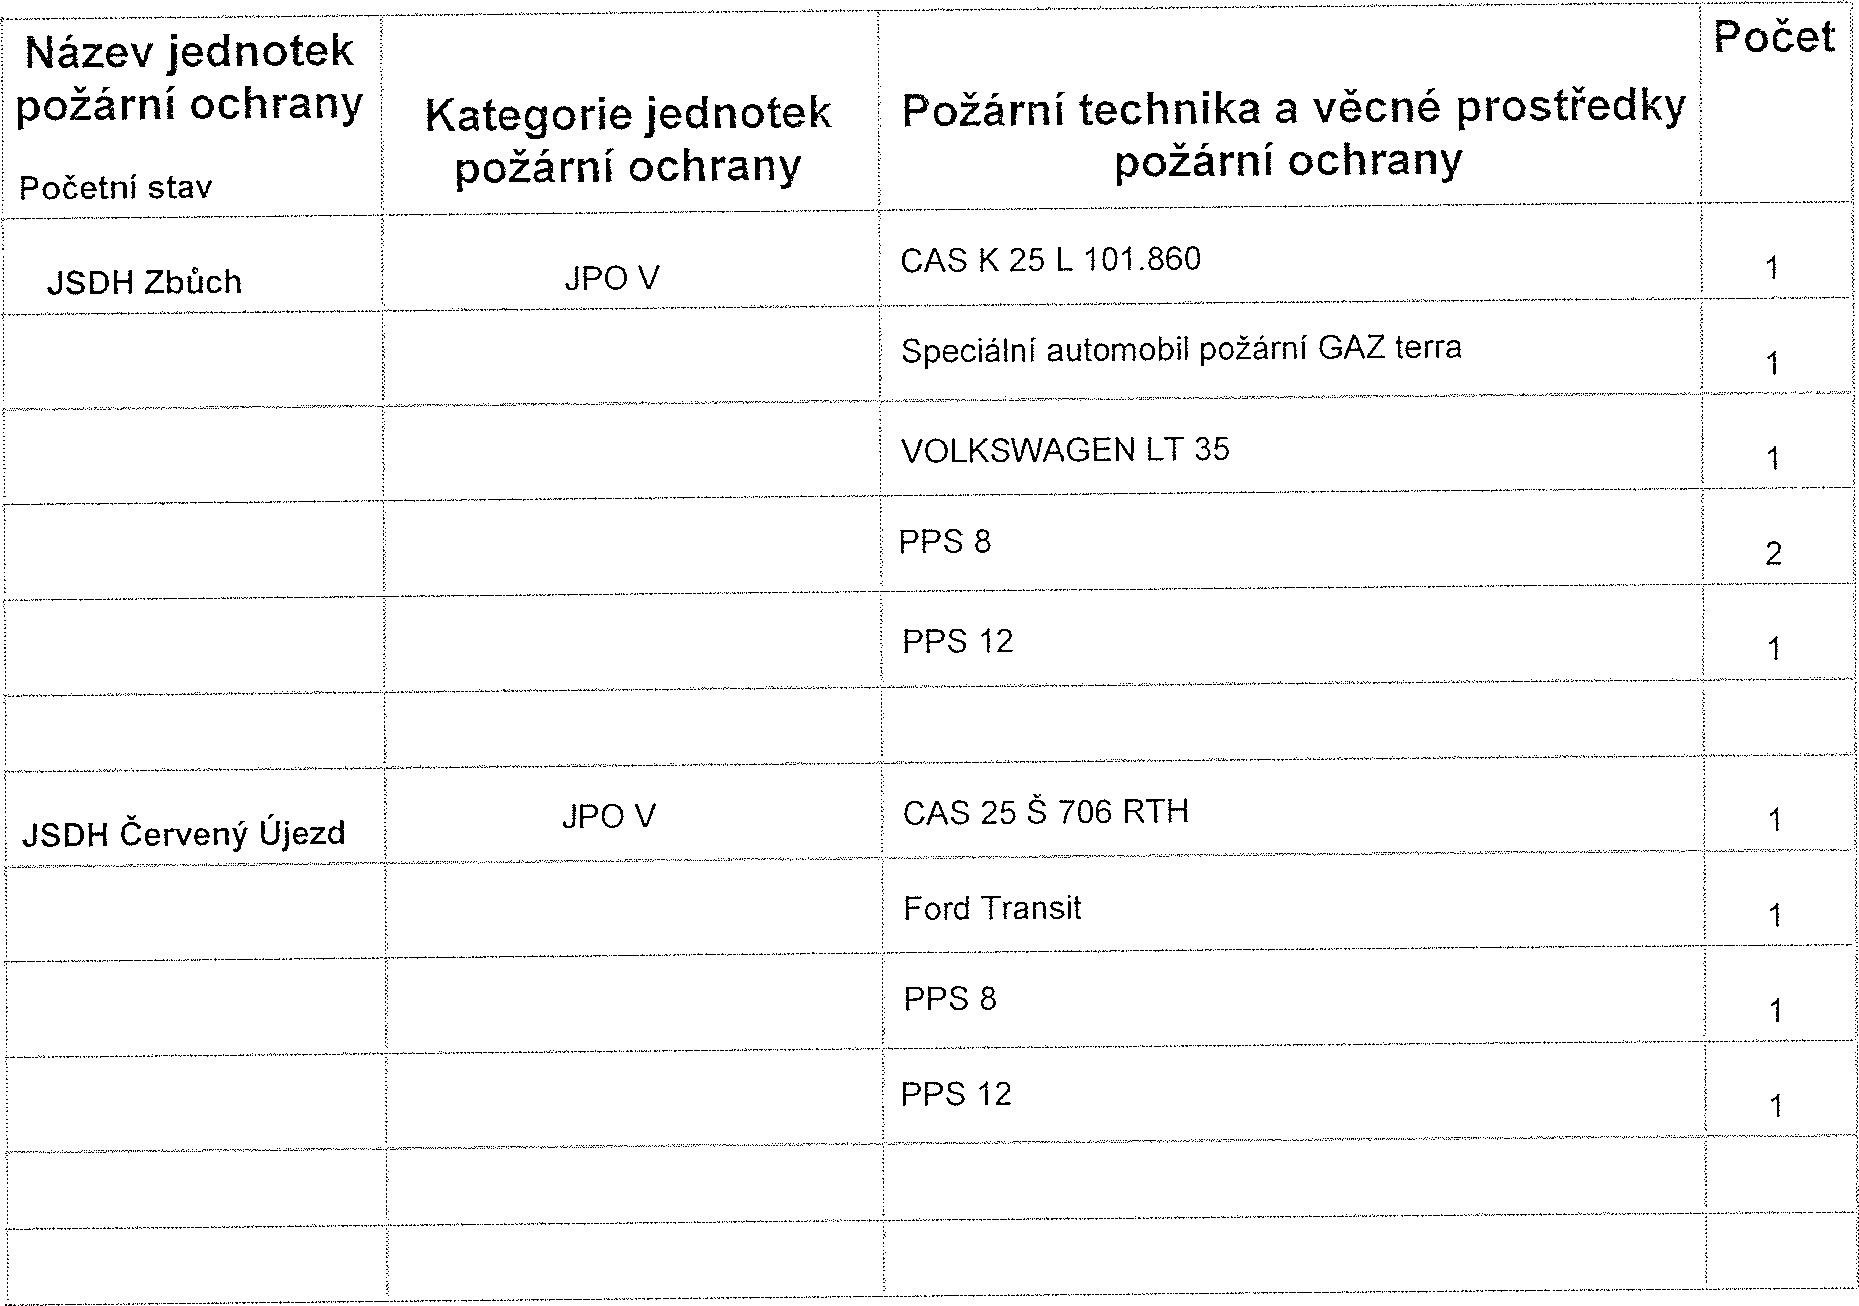 Název jednotek
požární ochrany
Početní stav
Kategorie jednotek
požární ochrany
Požární technika a věcné prostředky
požární ochrany
Počet
JSDH Zbůch
JPO V
CAS K 25 L 101.860
1
Speciální automobil požární GAZ terra
1
VOLKSWAGEN LT 35
1
PPS 8
2
PPS 12
1
JSDH Červený Újezd
JPO V
CAS 25 Š 706 RTH
1
Ford Transit
1
PPS 8
1
PPS 12
1